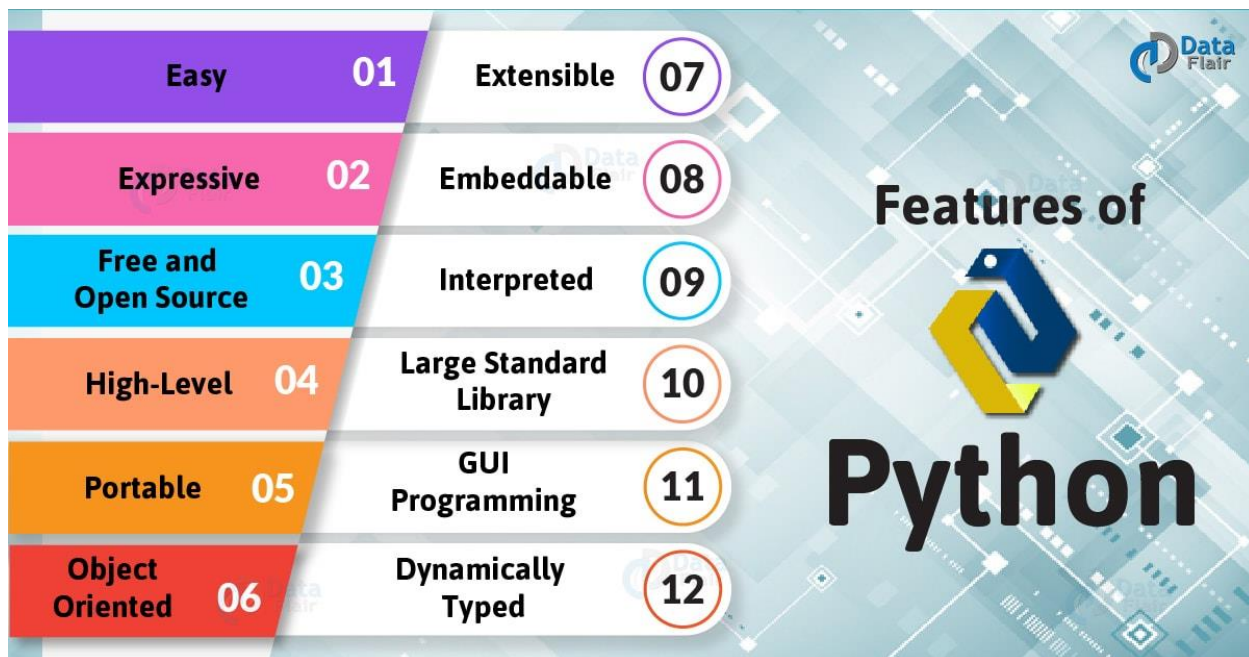 Easy 01
Extensible 07
Expressive 02
Embeddable 08
Free and
Open Source 03
Interpreted 09
High-Level 04
Large Standard
Library 10
Portable 05
GUI
Programming 11
Object
Oriented 06
Dynamically
Typed 12
Data
Flair
Features of
Python